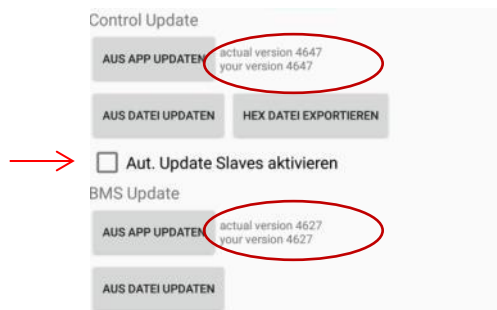 Control Update
AUS APP UPDATEN
actual version 4647
your version 4647
AUS DATEI UPDATEN HEX DATEI EXPORTIEREN
Aut. Update Slaves aktivieren
BMS Update
AUS APP UPDATEN
actual version 4627
your version 4627
AUS DATEI UPDATEN